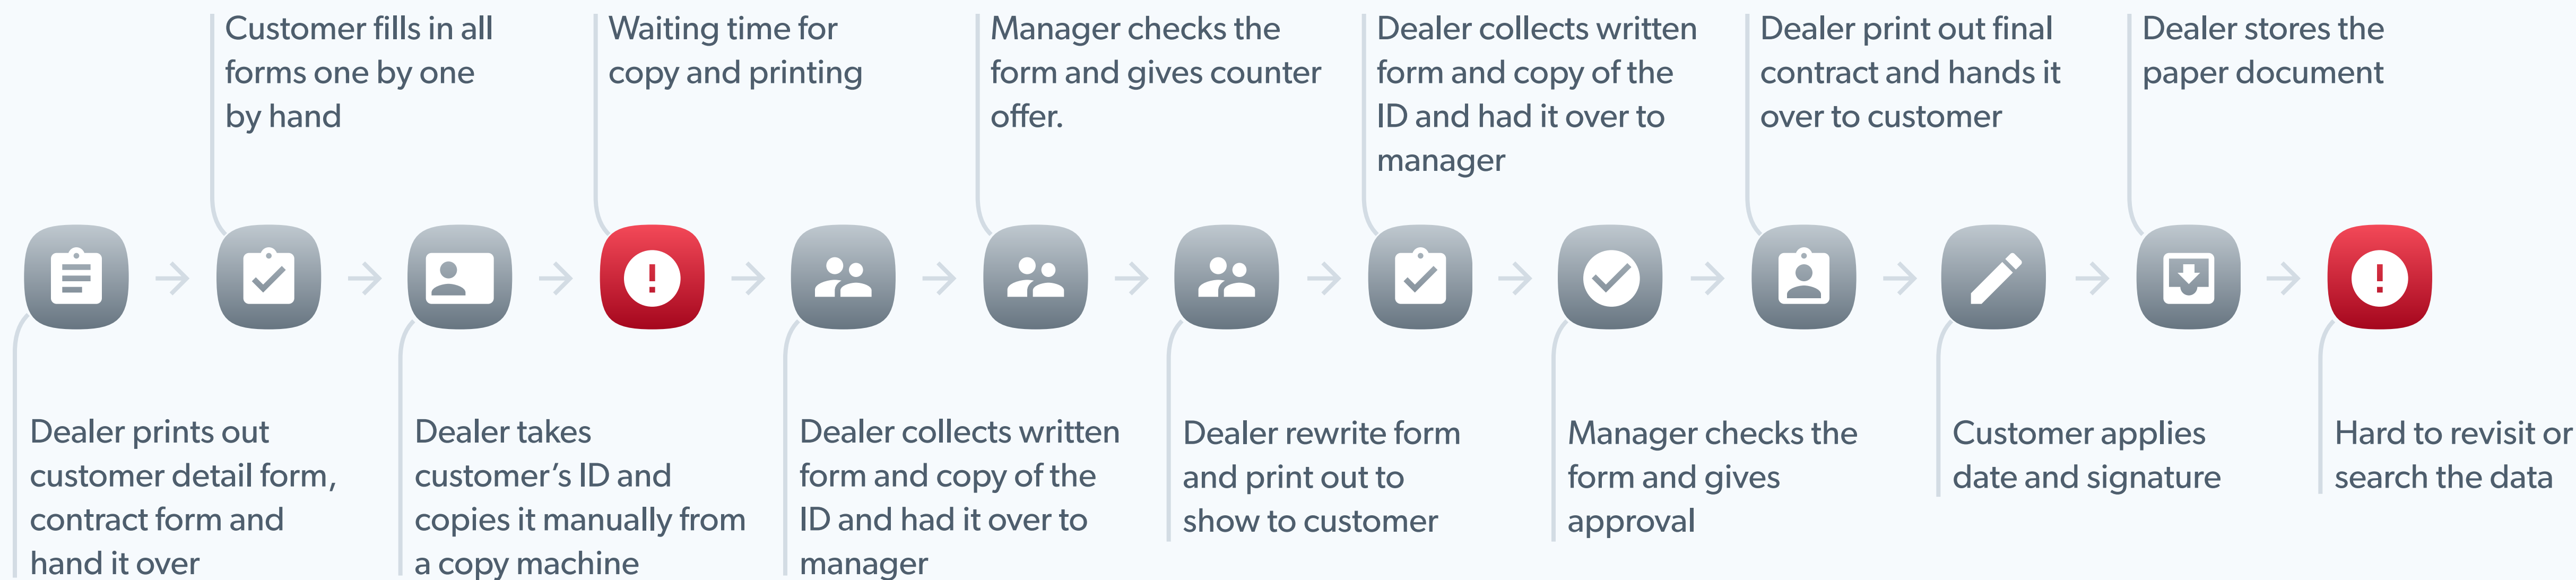 Customer fills in all
forms one by one
by hand
Waiting time for
copy and printing
Manager checks the
form and gives counter
offer.
Dealer collects written
form and copy of the
ID and had it over to
manager
Dealer print out final
contract and hands it
over to customer
Dealer stores the
paper document
Dealer prints out
customer detail form,
contract form and
hand it over
Dealer takes
customer’s ID and
copies it manually from
a copy machine
Dealer collects written
form and copy of the
ID and had it over to
manager
Dealer rewrite form
and print out to
show to customer
Manager checks the
form and gives
approval
Customer applies
date and signature
Hard to revisit or
search the data